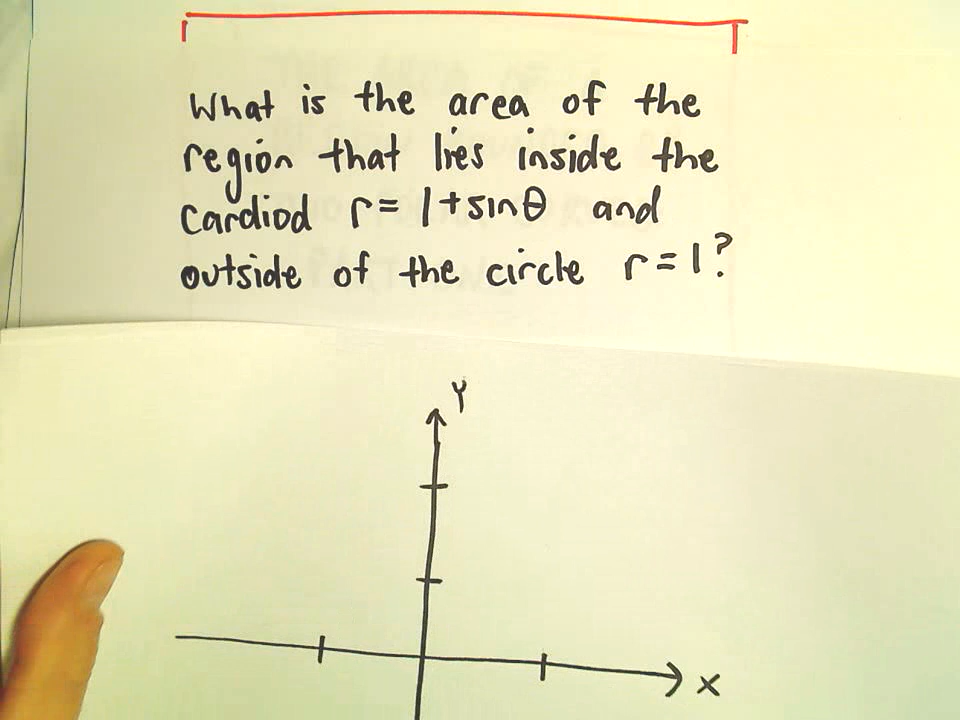 What is the area of the
region that lies inside the
cardiod r = 1 + sin θ and
outside of the circle r = 1?
Y
X